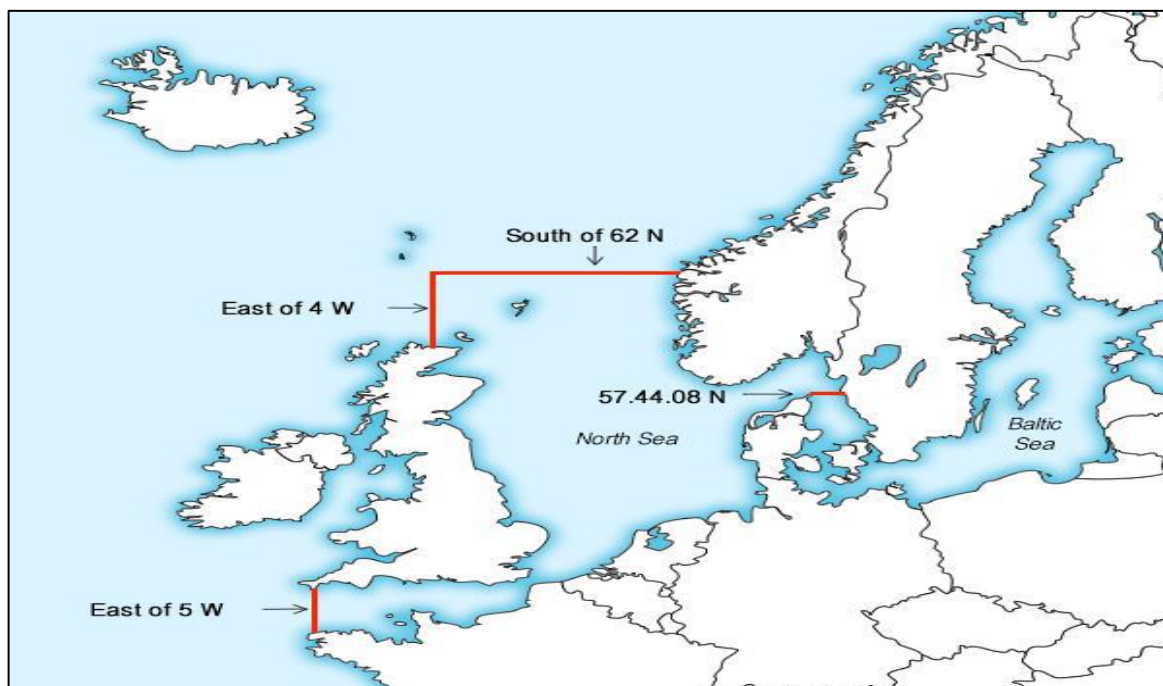 South of 62 N
East of 4 W
57.44.08 N
North Sea
Baltic
Sea
East of 5 W